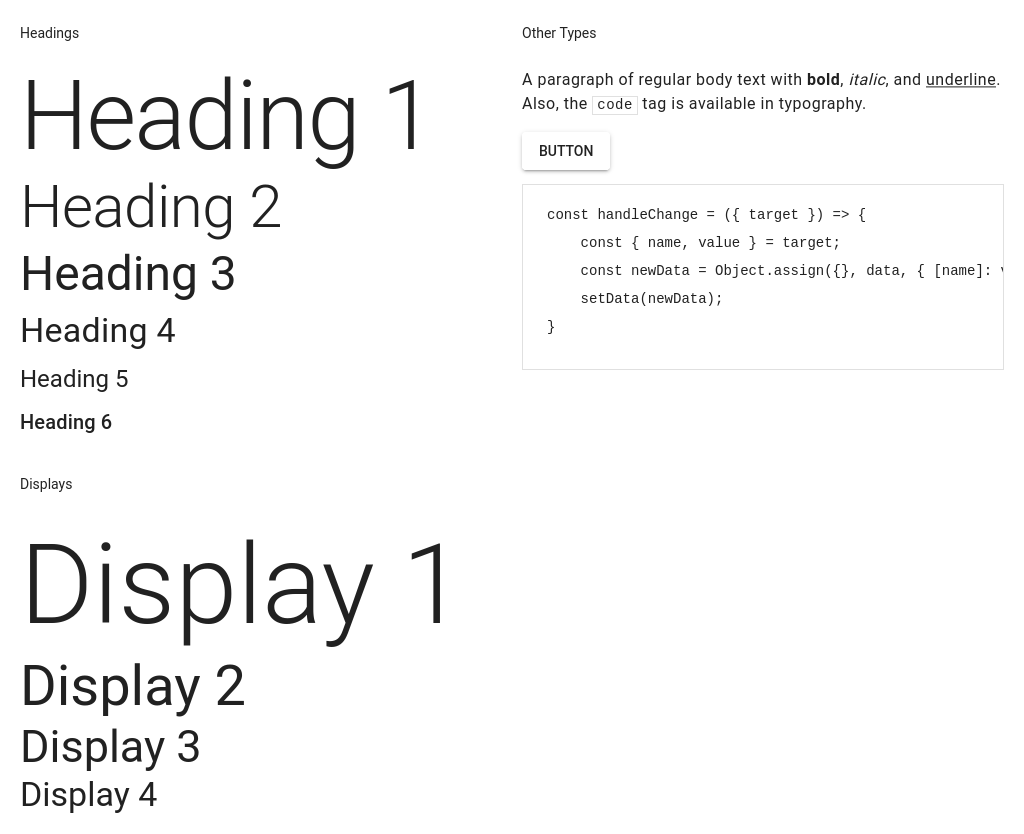 Headings
Heading 1
Heading 2
Heading 3
Heading 4
Heading 5
Heading 6
Displays
Display 1
Display 2
Display 3
Display 4
Other Types
A paragraph of regular body text with bold, italic, and underline.
Also, the code tag is available in typography.
BUTTON
const handleChange = ({ target }) => {
    const { name, value } = target;
    const newData = Object.assign({}, data, { [name]:
    setData(newData);
}